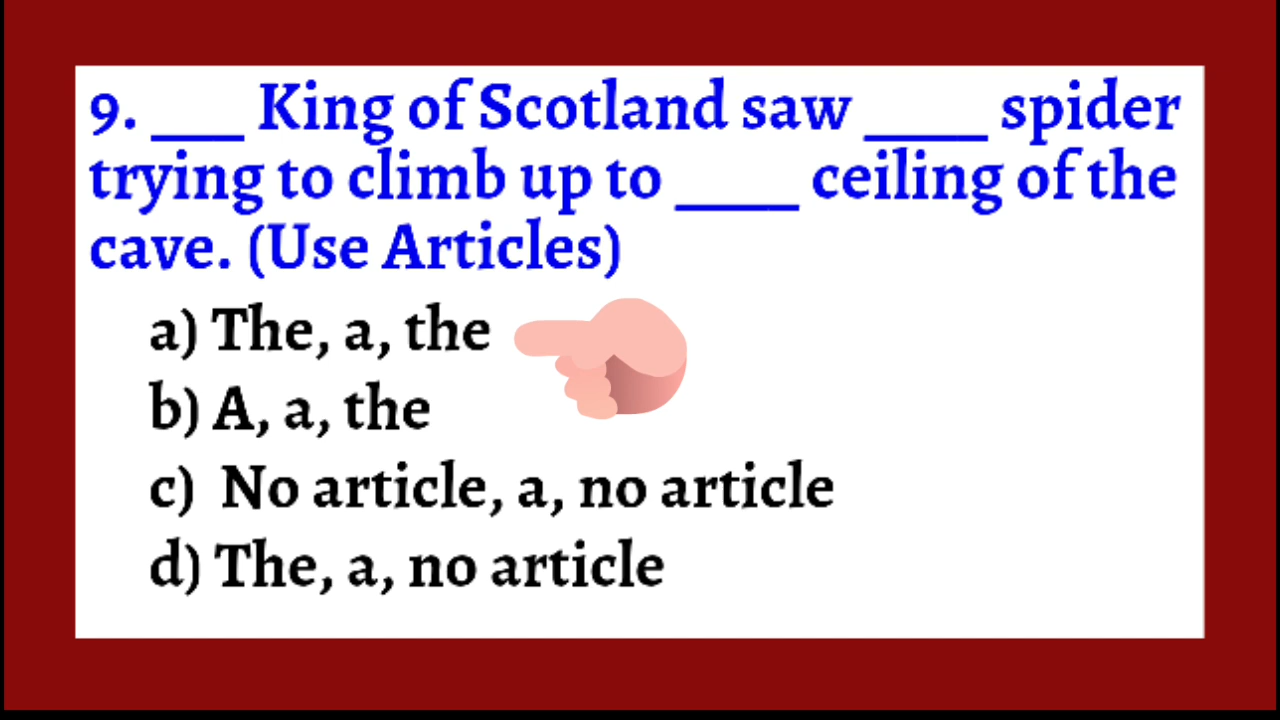 9. ___ King of Scotland saw ____ spider
trying to climb up to ____ ceiling of the
cave. (Use Articles)
a) The, a, the
b) A, a, the
c) No article, a, no article
d) The, a, no article